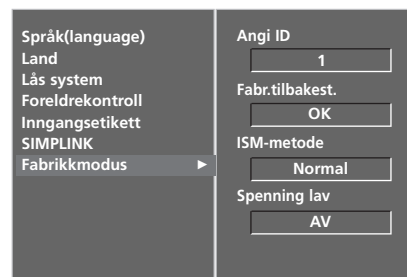 Språk(language)
Land
Lås system
Foreldrekontroll
Inngangsetikett
SIMPLINK
Fabrikkmodus ►
Angi ID
1
Fabr.tilbakest.
OK
ISM-metode
Normal
Spenning lav
AV